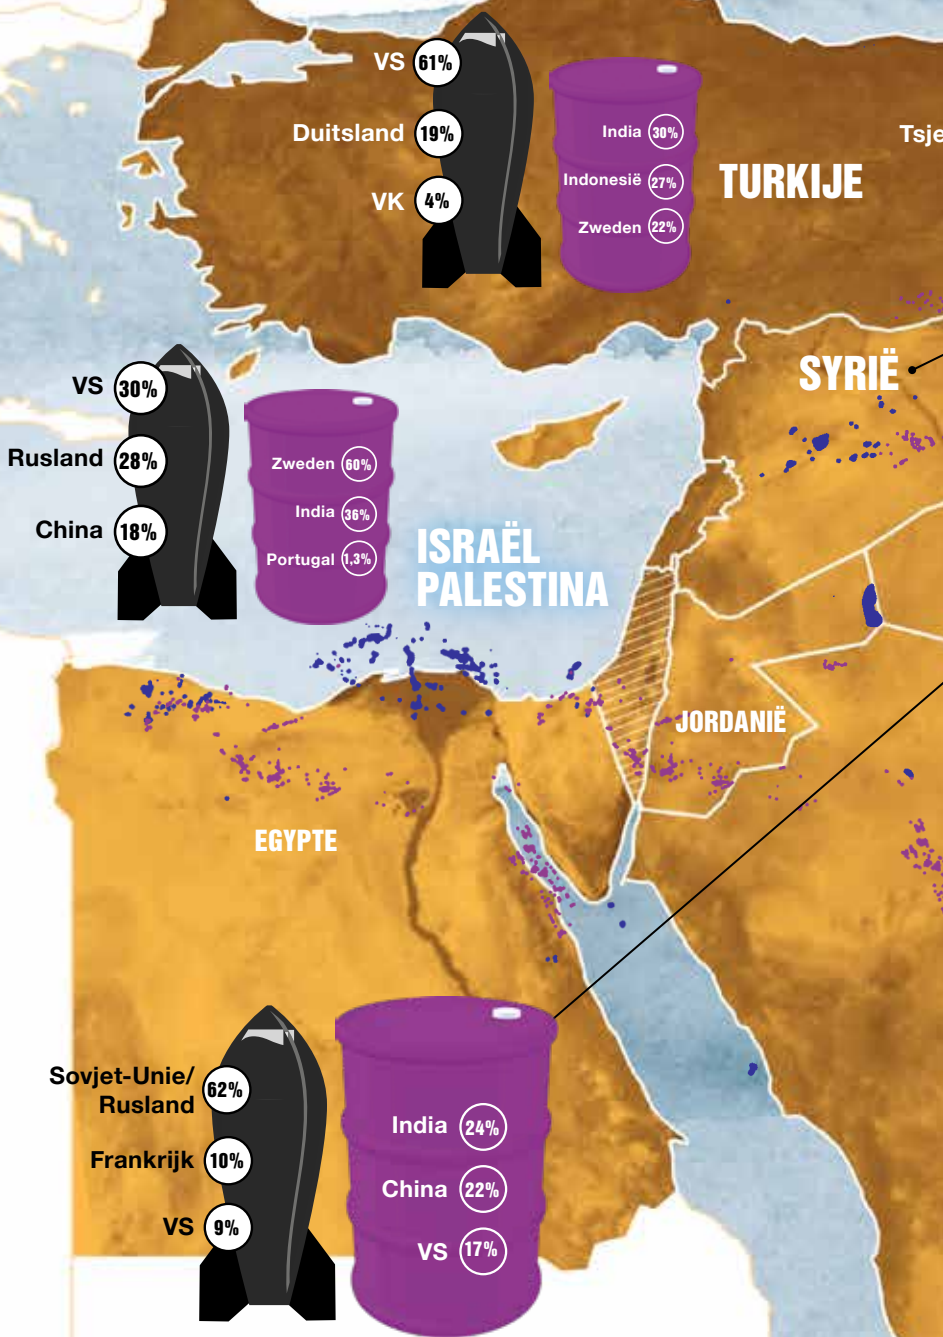 VS 61%
Duitsland 19%
VK 4%
India 30%
Indonesië 27%
Zweden 22%
TURKIJE
Tsje
SYRIË
VS 30%
Rusland 28%
China 18%
Zweden 60%
India 36%
Portugal 1,3%
ISRAËL
PALESTINA
JORDANIË
EGYPTE
Sovjet-Unie/
Rusland 62%
Frankrijk 10%
VS 9%
India 24%
China 22%
VS 17%